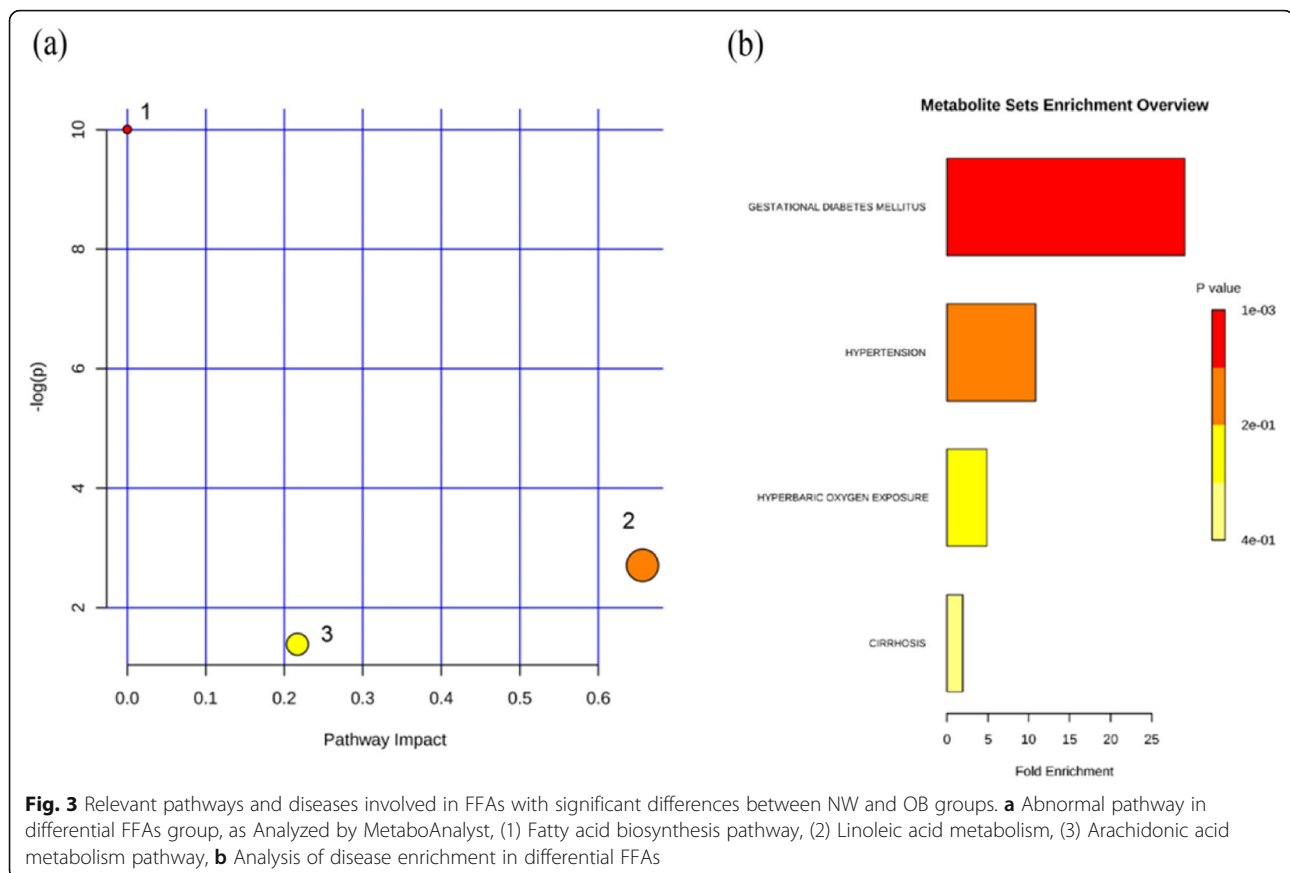 (a)
1
10
8
6
4
2
-log(p)
2
3
0.0 0.1 0.2 0.3 0.4 0.5 0.6
Pathway Impact
(b)
Metabolite Sets Enrichment Overview
GESTATIONAL DIABETES MELLITUS
HYPERTENSION
HYPERBARIC OXYGEN EXPOSURE
CIRRHOSIS
P value
1e-03
2e-01
4e-01
0 5 10 15 20 25
Fold Enrichment
Fig. 3 Relevant pathways and diseases involved in FFAs with significant differences between NW and OB groups. a Abnormal pathway in
differential FFAs group, as Analyzed by MetaboAnalyst, (1) Fatty acid biosynthesis pathway, (2) Linoleic acid metabolism, (3) Arachidonic acid
metabolism pathway, b Analysis of disease enrichment in differential FFAs